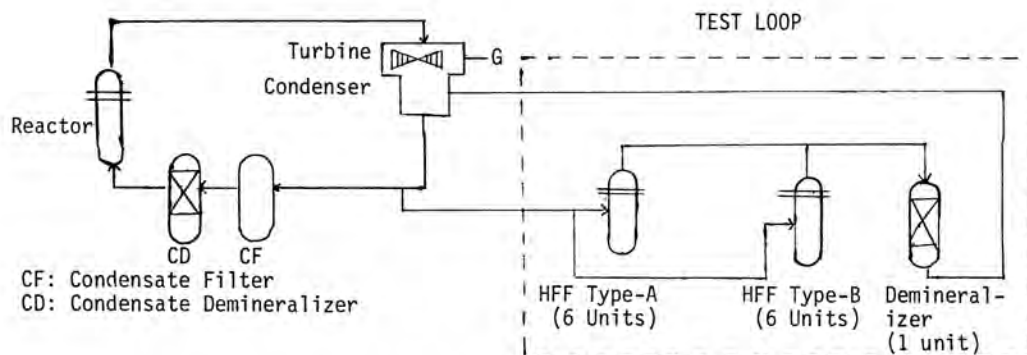 TEST LOOP
Turbine
G
Condenser
Reactor
CD
CF
CF: Condensate Filter
CD: Condensate Demineralizer
HFF Type-A
(6 Units)
HFF Type-B
(6 Units)
Demineral-
izer
(1 unit)